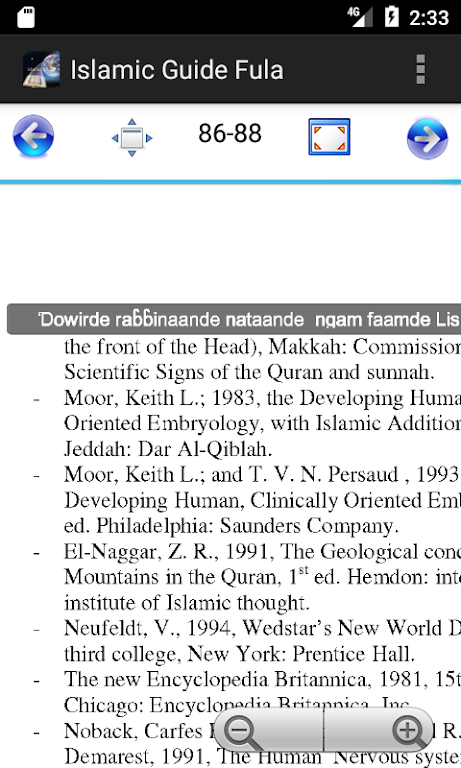 4G 2:33
Islamic Guide Fula
86-88
Ɗowirde raɓɓinaande nataande ngam faamde Lis
the front of the Head), Makkah: Commission
Scientific Signs of the Quran and sunnah.
- Moor, Keith L.; 1983, the Developing Huma
Oriented Embryology, with Islamic Addition
Jeddah: Dar Al-Qiblah.
- Moor, Keith L.; and T. V. N. Persaud , 1993
Developing Human, Clinically Oriented Em
ed. Philadelphia: Saunders Company.
- El-Naggar, Z. R., 1991, The Geological conc
Mountains in the Quran, 1st ed. Hemdon: inte
institute of Islamic thought.
- Neufeldt, V., 1994, Wedstar's New World D
third college, New York: Prentice Hall.
- The new Encyclopedia Britannica, 1981, 15t
Chicago: Encyclopedia Britannica, Inc
- Noback, Carfes R.
Demarest, 1991, The Human Nervous syste